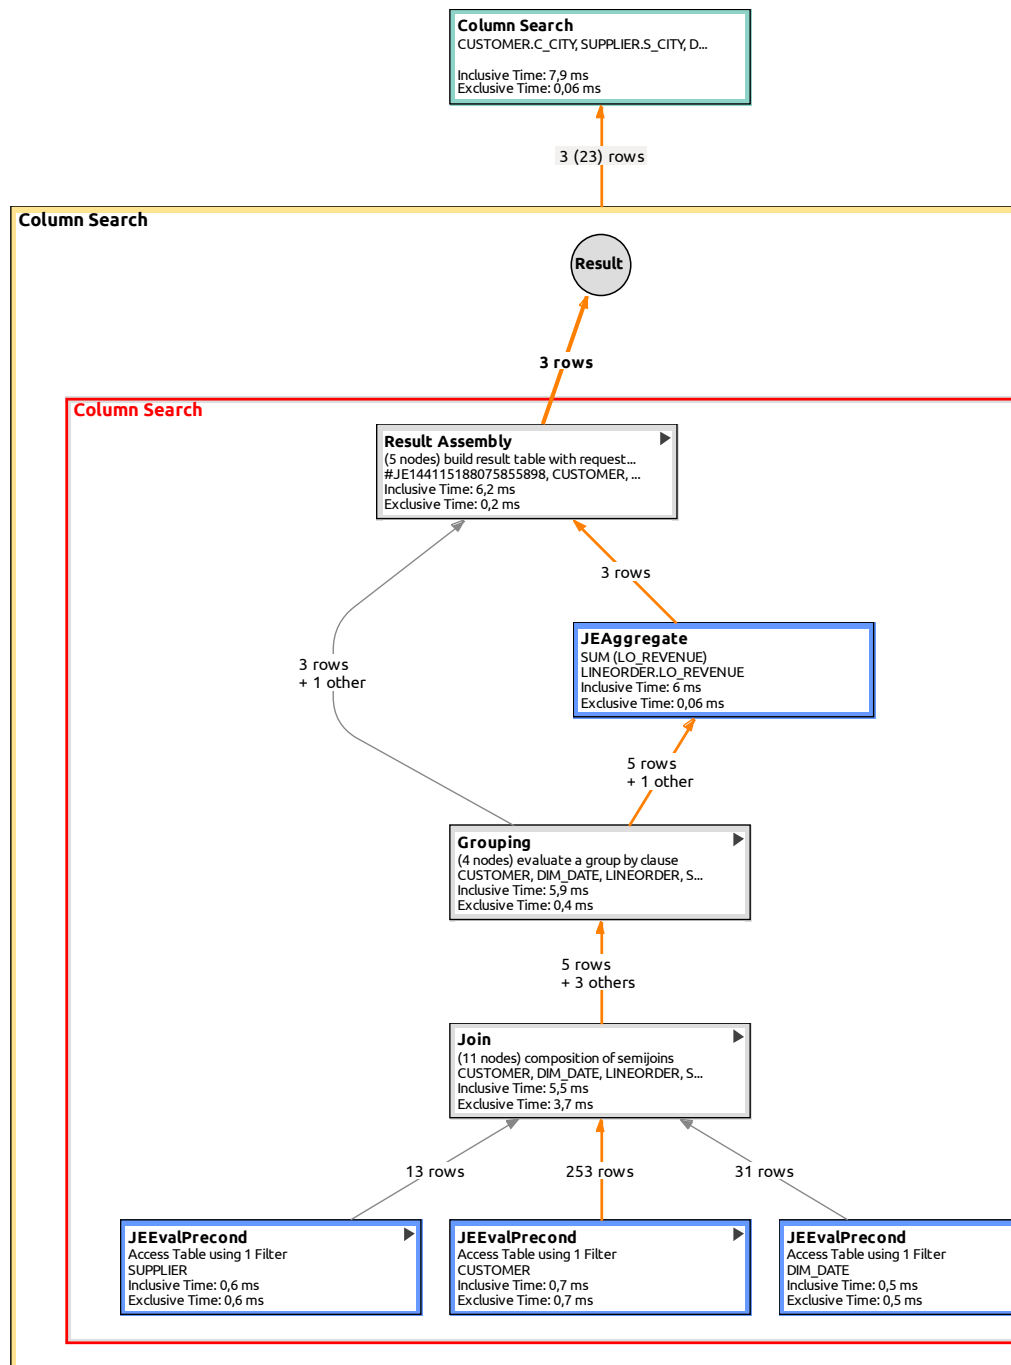 Column Search
CUSTOMER.C_CITY, SUPPLIER.S_CITY, D...
Inclusive Time: 7,9 ms
Exclusive Time: 0,06 ms
3 (23) rows
Column Search
Result
3 rows
Column Search
Result Assembly
(5 nodes) build result table with request...
#JE144115188075855898, CUSTOMER, ...
Inclusive Time: 6,2 ms
Exclusive Time: 0,2 ms
3 rows
JEAggregate
SUM (LO_REVENUE)
LINEORDER.LO_REVENUE
Inclusive Time: 6 ms
Exclusive Time: 0,06 ms
3 rows
+ 1 other
5 rows
+ 1 other
Grouping
(4 nodes) evaluate a group by clause
CUSTOMER, DIM_DATE, LINEORDER, S...
Inclusive Time: 5,9 ms
Exclusive Time: 0,4 ms
5 rows
+ 3 others
Join
(11 nodes) composition of semijoins
CUSTOMER, DIM_DATE, LINEORDER, S...
Inclusive Time: 5,5 ms
Exclusive Time: 3,7 ms
13 rows
253 rows
31 rows
JEEvalPrecond
Access Table using 1 Filter
SUPPLIER
Inclusive Time: 0,6 ms
Exclusive Time: 0,6 ms
JEEvalPrecond
Access Table using 1 Filter
CUSTOMER
Inclusive Time: 0,7 ms
Exclusive Time: 0,7 ms
JEEvalPrecond
Access Table using 1 Filter
DIM_DATE
Inclusive Time: 0,5 ms
Exclusive Time: 0,5 ms